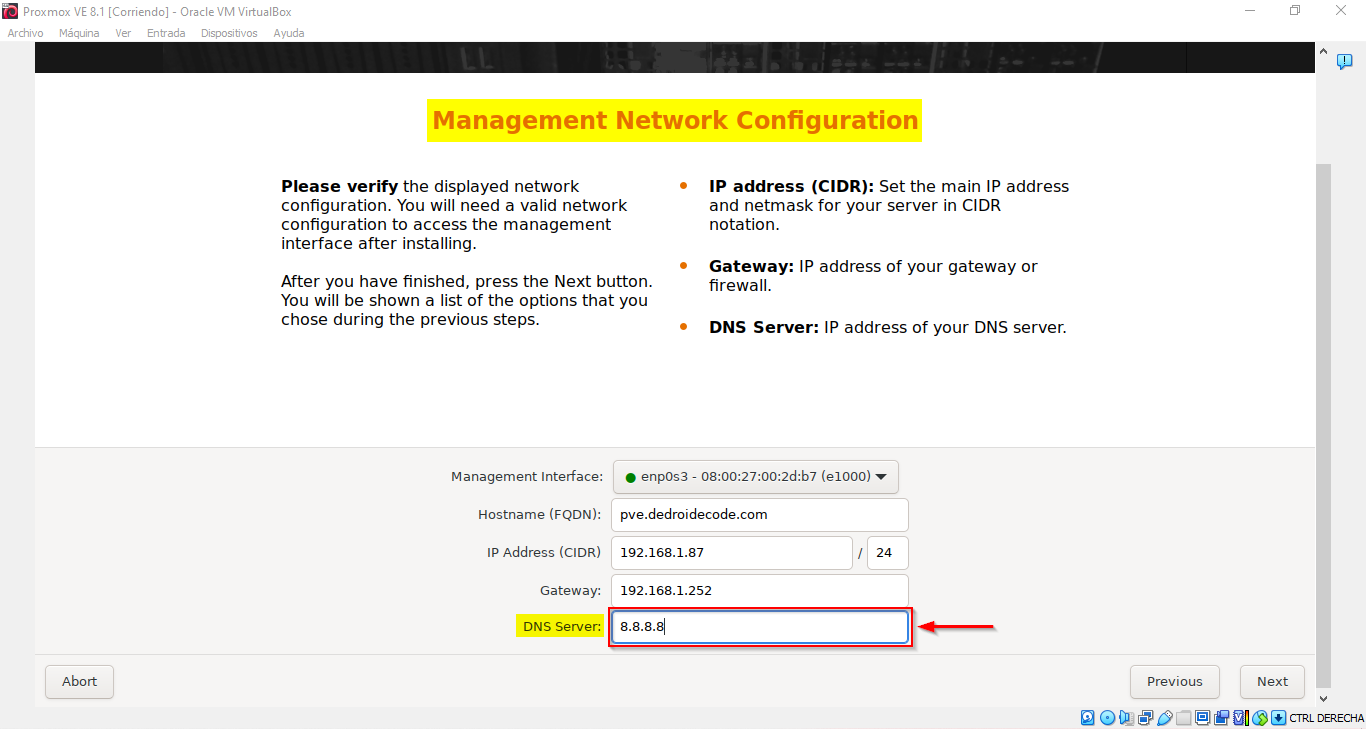 Proxmox VE 8.1 [Corriendo] - Oracle VM VirtualBox
Archivo Máquina Ver Entrada Dispositivos Ayuda
Management Network Configuration
Please verify the displayed network
configuration. You will need a valid network
configuration to access the management
interface after installing.
After you have finished, press the Next button.
You will be shown a list of the options that you
chose during the previous steps.
IP address (CIDR): Set the main IP address
and netmask for your server in CIDR
notation.
Gateway: IP address of your gateway or
firewall.
DNS Server: IP address of your DNS server.
Management Interface: enp0s3 - 08:00:27:00:2d:b7 (e1000)
Hostname (FQDN): pve.dedroidecode.com
IP Address (CIDR) 192.168.1.87 / 24
Gateway: 192.168.1.252
DNS Server: 8.8.8.8
Abort Previous Next
CTRL DERECHA